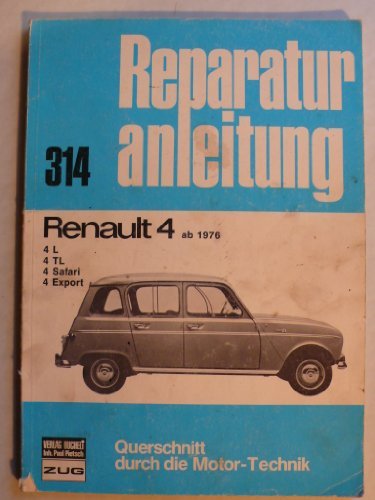 Reparatur
anleitung
314
Renault 4 ab 1976
4 L
4 TL
4 Safari
4 Export
VERLAG BUCHELI
Inh. Paul Pietsch
ZUG
Querschnitt
durch die Motor-Technik